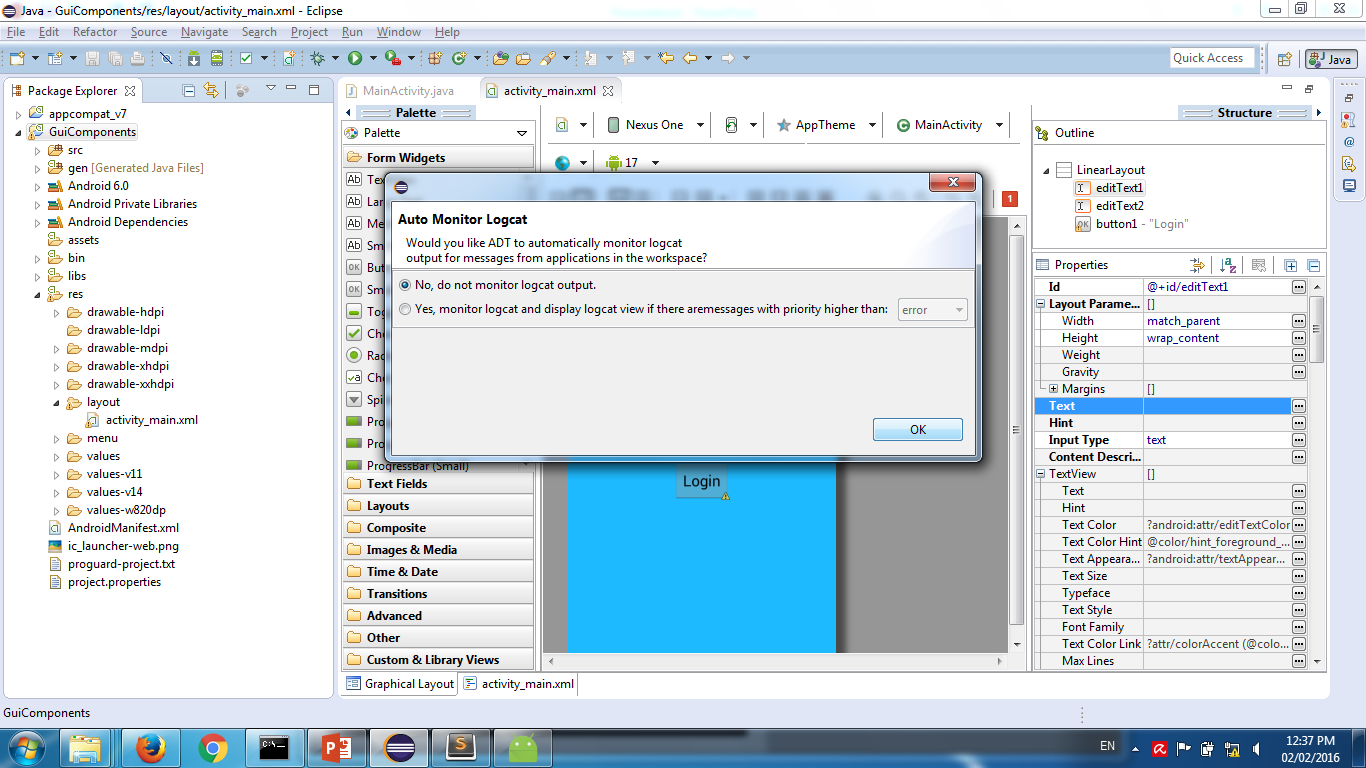 Java - GuiComponents/res/layout/activity_main.xml - Eclipse
File Edit Refactor Source Navigate Search Project Run Window Help
Quick Access
Java
Package Explorer
appcompat_v7
GuiComponents
src
gen [Generated Java Files]
Android 6.0
Android Private Libraries
Android Dependencies
assets
bin
libs
res
drawable-hdpi
drawable-ldpi
drawable-mdpi
drawable-xhdpi
drawable-xxhdpi
layout
activity_main.xml
menu
values
values-v11
values-v14
values-w820dp
AndroidManifest.xml
ic_launcher-web.png
proguard-project.txt
project.properties
MainActivity.java
activity_main.xml
Palette
Palette
Form Widgets
Ab
Ab
Ab
Ab
OK
OK
ProgressBar (Small)
Text Fields
Layouts
Composite
Images & Media
Time & Date
Transitions
Advanced
Other
Custom & Library Views
Nexus One
AppTheme
MainActivity
17
1
Auto Monitor Logcat
Would you like ADT to automatically monitor logcat
output for messages from applications in the workspace?
No, do not monitor logcat output.
Yes, monitor logcat and display logcat view if there aremessages with priority higher than:
error
OK
Login
Graphical Layout
activity_main.xml
Structure
Outline
LinearLayout
editText1
editText2
button1 - "Login"
Properties
Id @+id/editText1
Layout Parame... []
Width match_parent
Height wrap_content
Weight
Gravity
Margins []
Text
Hint
Input Type text
Content Descri...
TextView []
Text
Hint
Text Color ?android:attr/editTextColor
Text Color Hint @color/hint_foreground_...
Text Appeara... ?android:attr/textAppear...
Text Size
Typeface
Text Style
Font Family
Text Color Link ?attr/colorAccent (@colo...
Max Lines
GuiComponents
EN
12:37 PM
02/02/2016